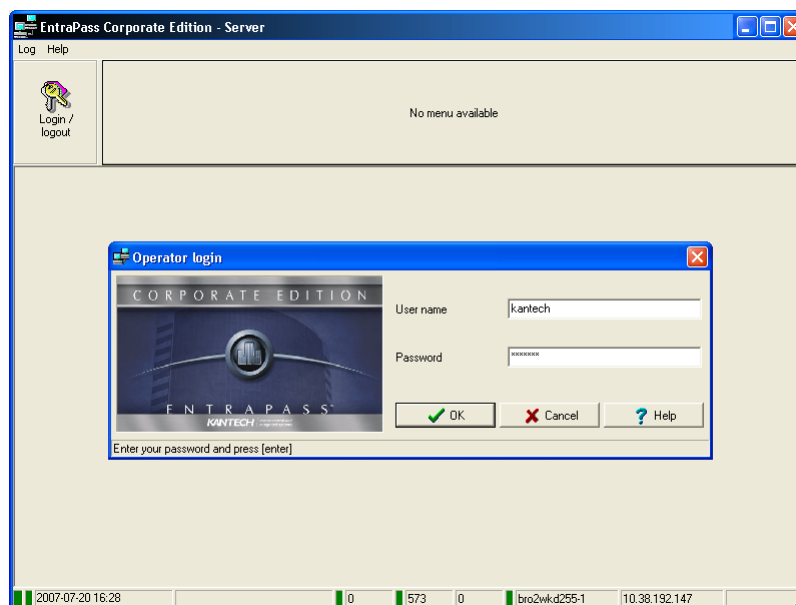 EntraPass Corporate Edition - Server
Log Help
Login /
logout
No menu available
Operator login
CORPORATE EDITION
ENTRAPASS
KANTECH
User name
kantech
Password
*******
OK
Cancel
Help
Enter your password and press [enter]
2007-07-20 16:28
0
573
0
bro2wkd255-1
10.38.192.147